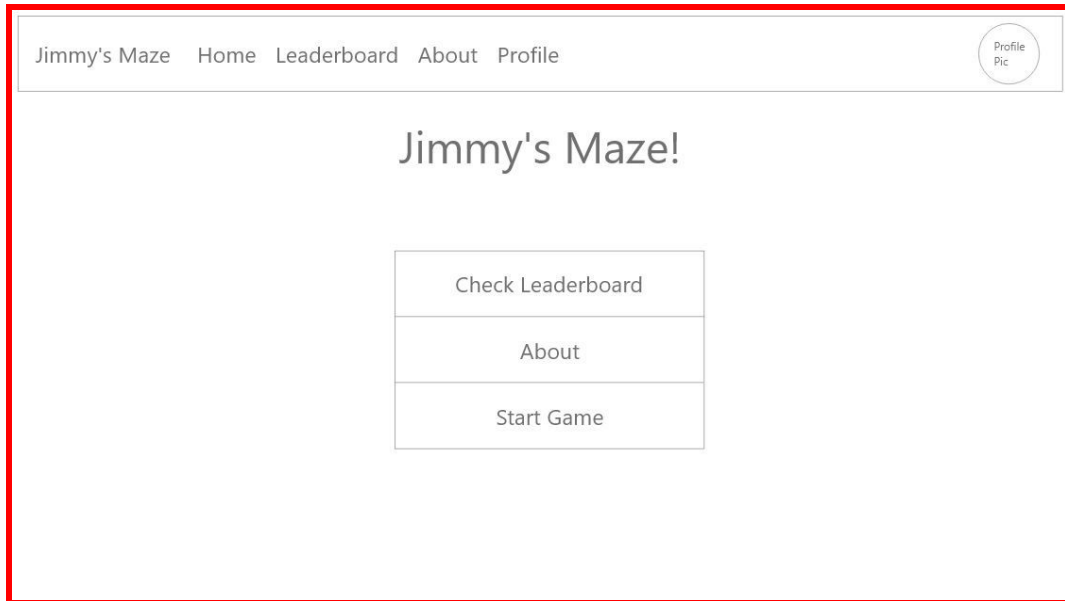 Jimmy's Maze Home Leaderboard About Profile
Profile
Pic
Jimmy's Maze!
Check Leaderboard
About
Start Game